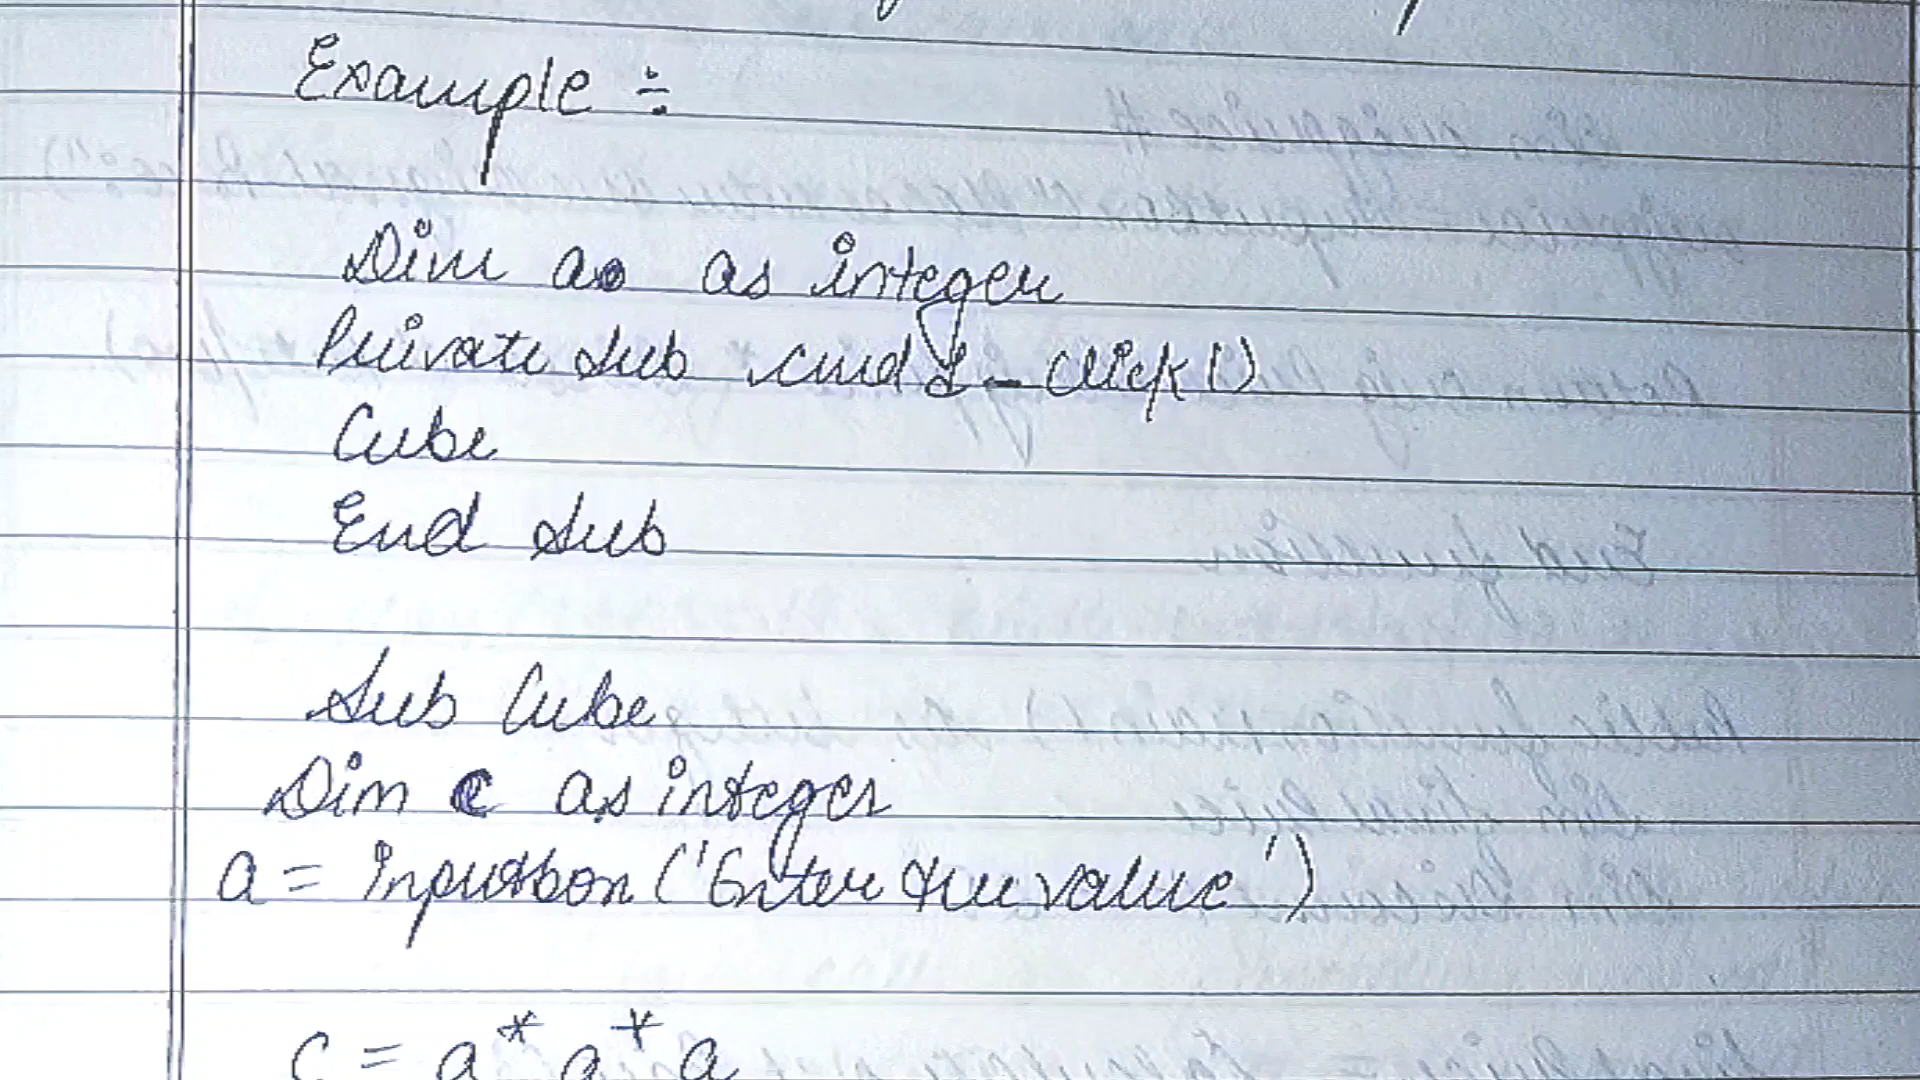 Example ÷
Dim a as integer
Private Sub cmd1_Click()
Cube
End Sub
Sub Cube
Dim c as integer
a = Inputbox('Enter the value')
c = a * a * a